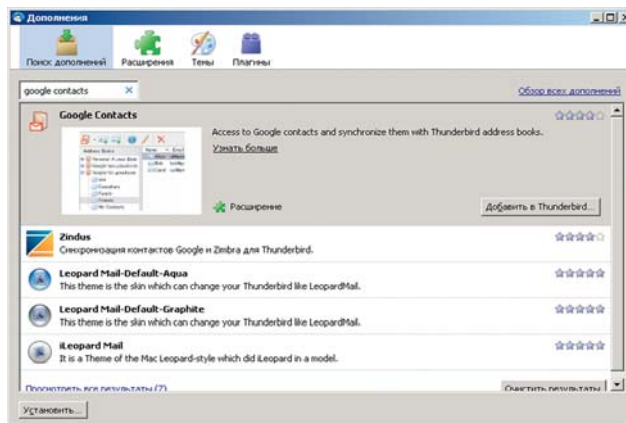 Дополнения
Поиск дополнений Расширения Темы Плагины
google contacts
Обзор всех дополнений
Google Contacts
Access to Google contacts and synchronize them with Thunderbird address books.
Узнать больше
Расширение
Добавить в Thunderbird...
Zindus
Синхронизация контактов Google и Zimbra для Thunderbird.
Leopard Mail-Default-Aqua
This theme is the skin which can change your Thunderbird like LeopardMail.
Leopard Mail-Default-Graphite
This theme is the skin which can change your Thunderbird like LeopardMail.
iLeopard Mail
It is a Theme of the Mac Leopard-style which did iLeopard in a model.
Просмотреть все результаты (7)
Очистить результаты
Установить...